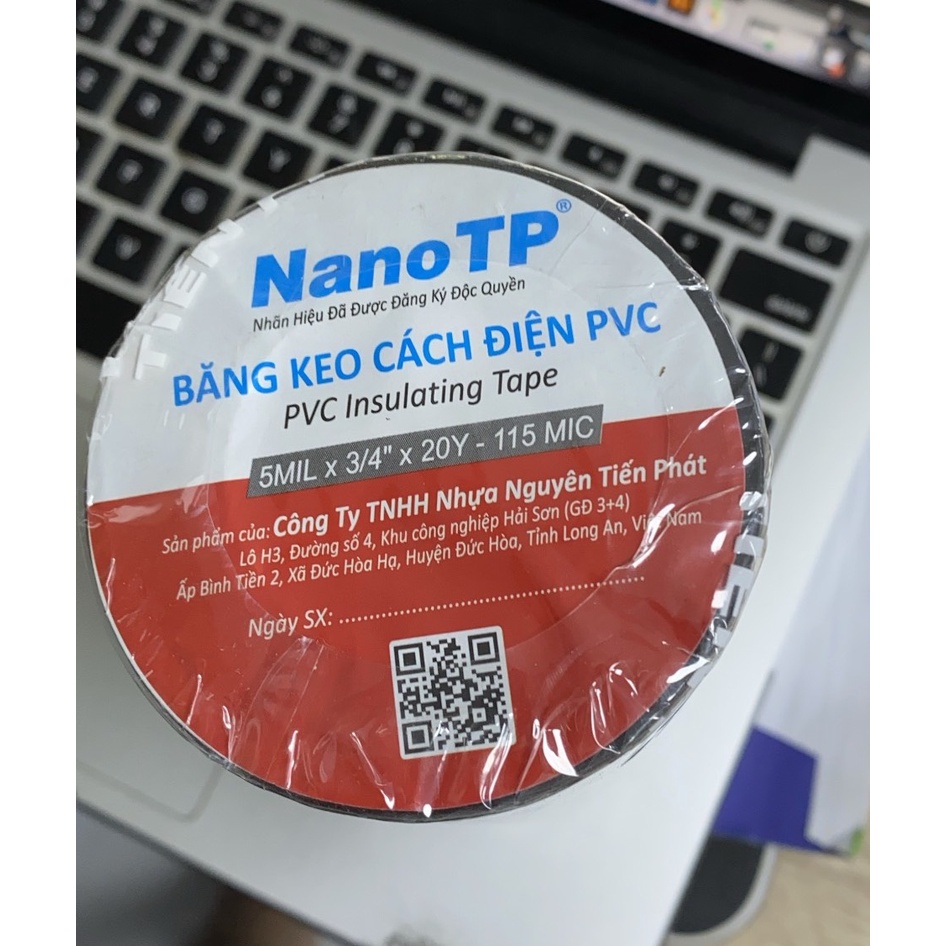 NanoTP®
Nhãn Hiệu Đã Được Đăng Ký Độc Quyền
BĂNG KEO CÁCH ĐIỆN PVC
PVC Insulating Tape
5MIL x 3/4" x 20Y - 115 MIC
Sản phẩm của: Công Ty TNHH Nhựa Nguyên Tiến Phát
Lô H3, Đường số 4, Khu công nghiệp Hải Sơn (GĐ 3+4)
Ấp Bình Tiền 2, Xã Đức Hòa Hạ, Huyện Đức Hòa, Tỉnh Long An, Việt Nam
Ngày SX: ....................................................